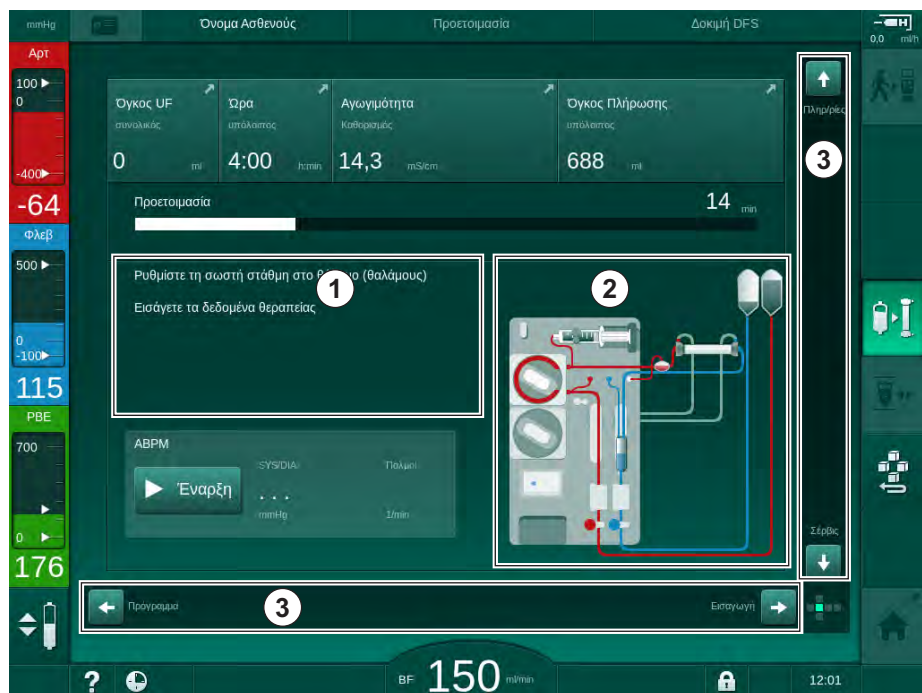 mmHg
Όνομα Ασθενούς
Προετοιμασία
Δοκιμή DFS
0,0 ml/h
Αρτ
100
0
-400
-64
Φλεβ
500
0
-100
115
PBE
700
0
176
Όγκος UF
συνολικός
0 ml
Ώρα
υπόλοιπος
4:00 h:min
Αγωγιμότητα
Καθορισμός
14,3 mS/cm
Όγκος Πλήρωσης
υπόλοιπος
688 ml
Πληρ/ρίες
3
Προετοιμασία
14 min
Ρυθμίστε τη σωστή στάθμη στο (θαλάμους)
1
Εισάγετε τα δεδομένα θεραπείας
2
ABPM
SYS/DIA
Παλμοί
Έναρξη
. . .
mmHg
1/min
Σέρβις
Πρόγραμμα
3
Εισαγωγή
?
BF 150 ml/min
12:01